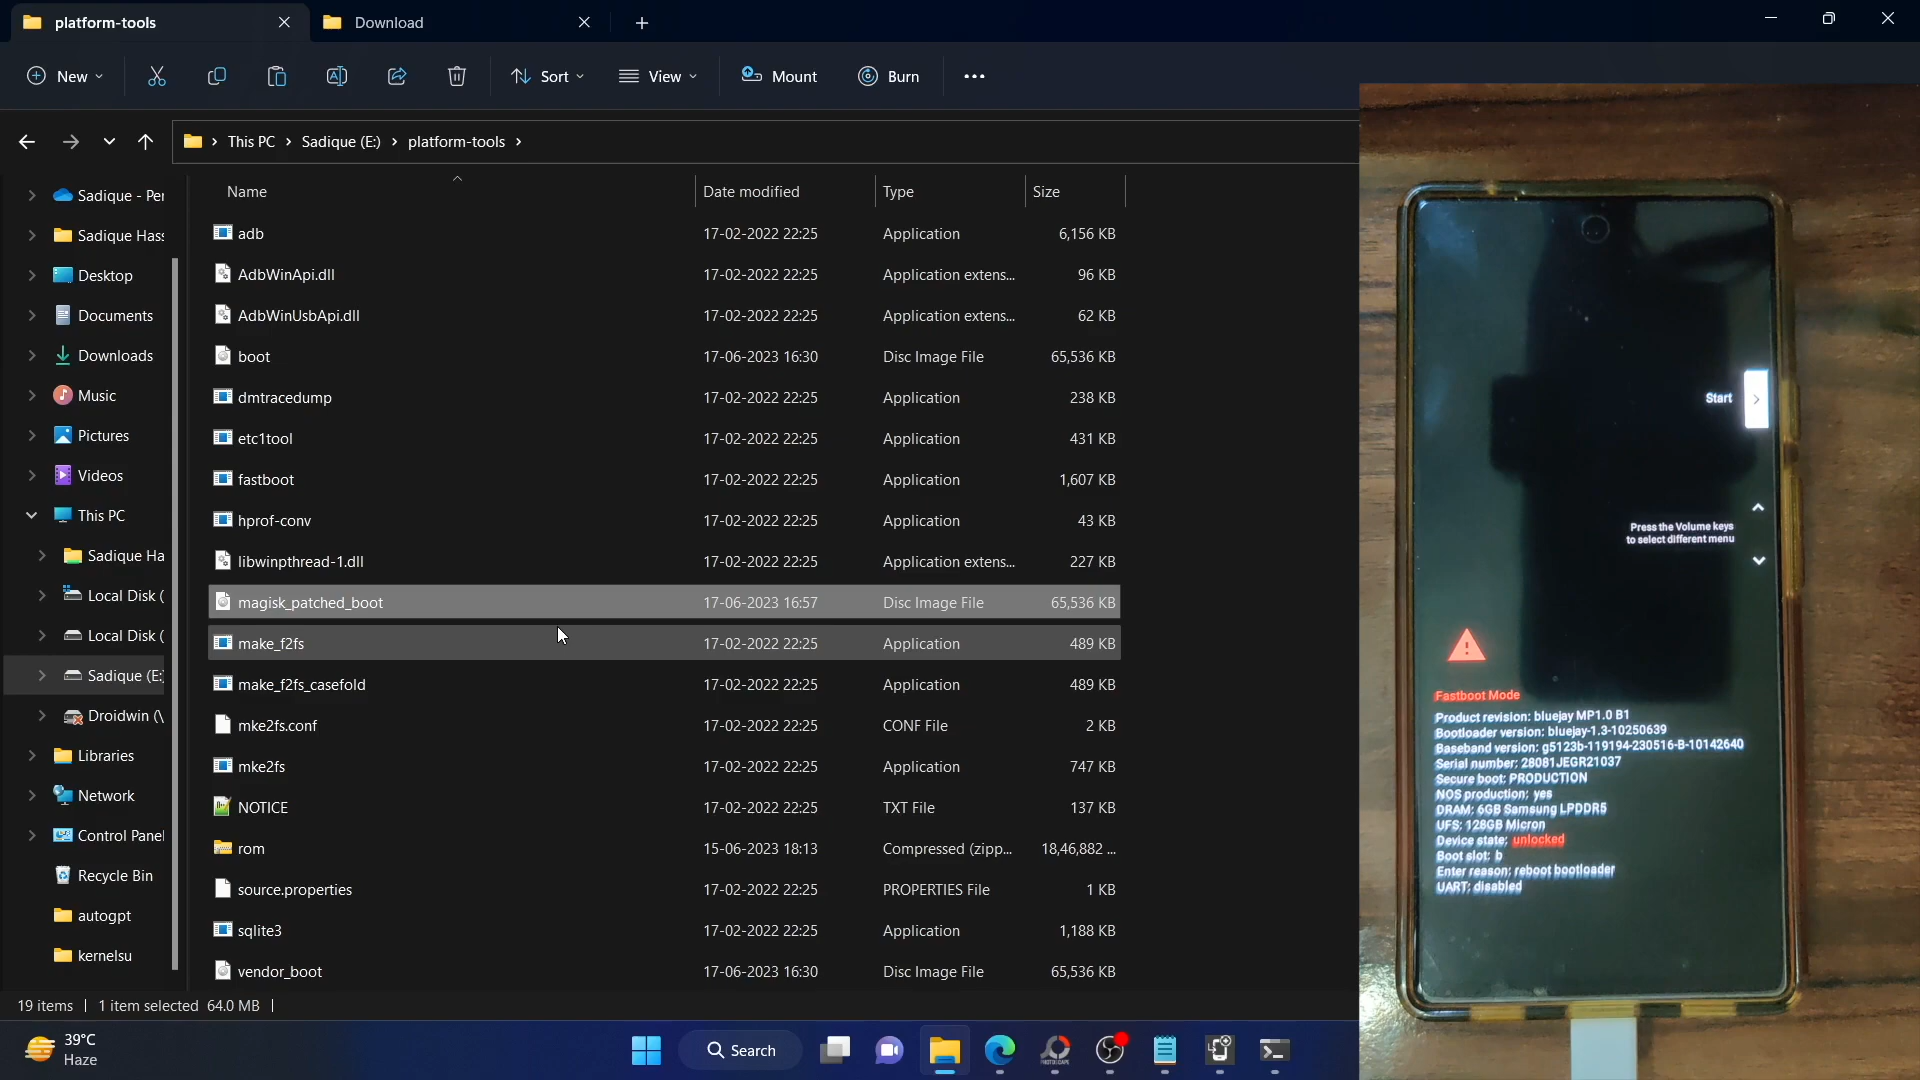 platform-tools
Download
New
Sort
View
Mount
Burn
This PC
Sadique (E:)
platform-tools
Name
Date modified
Type
Size
Sadique - Per
Sadique Hass
Desktop
Documents
Downloads
Music
Pictures
Videos
This PC
Sadique Ha
Local Disk (
Local Disk (
Sadique (E:
Droidwin (\
Libraries
Network
Control Panel
Recycle Bin
autogpt
kernelsu
adb 17-02-2022 22:25 Application 6,156 KB
AdbWinApi.dll 17-02-2022 22:25 Application extens... 96 KB
AdbWinUsbApi.dll 17-02-2022 22:25 Application extens... 62 KB
boot 17-06-2023 16:30 Disc Image File 65,536 KB
dmtracedump 17-02-2022 22:25 Application 238 KB
etc1tool 17-02-2022 22:25 Application 431 KB
fastboot 17-02-2022 22:25 Application 1,607 KB
hprof-conv 17-02-2022 22:25 Application 43 KB
libwinpthread-1.dll 17-02-2022 22:25 Application extens... 227 KB
magisk_patched_boot 17-06-2023 16:57 Disc Image File 65,536 KB
make_f2fs 17-02-2022 22:25 Application 489 KB
make_f2fs_casefold 17-02-2022 22:25 Application 489 KB
mke2fs.conf 17-02-2022 22:25 CONF File 2 KB
mke2fs 17-02-2022 22:25 Application 747 KB
NOTICE 17-02-2022 22:25 TXT File 137 KB
rom 15-06-2023 18:13 Compressed (zipp... 18,46,882 ...
source.properties 17-02-2022 22:25 PROPERTIES File 1 KB
sqlite3 17-02-2022 22:25 Application 1,188 KB
vendor_boot 17-06-2023 16:30 Disc Image File 65,536 KB
19 items
1 item selected 64.0 MB
39°C
Haze
Search
Start
Press the Volume keys
to select different menu
Fastboot Mode
Product revision: bluejay MP1.0 B1
Bootloader version: bluejay-1.3-10250639
Baseband version: g5123b-119194-230516-B-10142640
Serial number: 28081JEGR21037
Secure boot: PRODUCTION
NOS production: yes
DRAM: 6GB Samsung LPDDR5
UFS: 128GB Micron
Device state: unlocked
Boot slot: b
Enter reason: reboot bootloader
UART: disabled